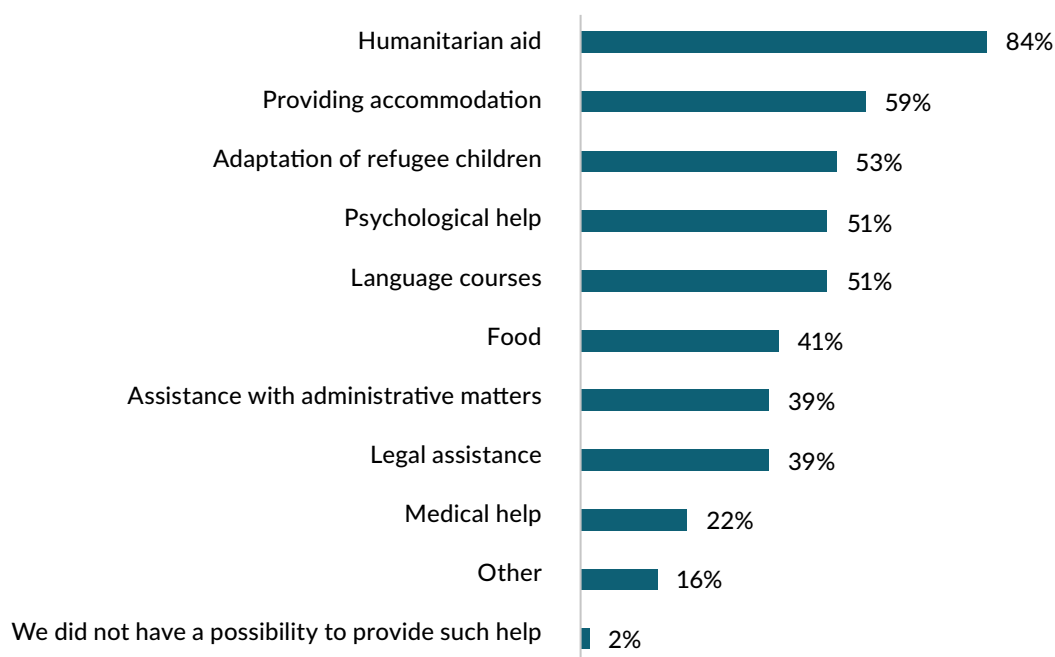 Humanitarian aid 84%
Providing accommodation 59%
Adaptation of refugee children 53%
Psychological help 51%
Language courses 51%
Food 41%
Assistance with administrative matters 39%
Legal assistance 39%
Medical help 22%
Other 16%
We did not have a possibility to provide such help 2%